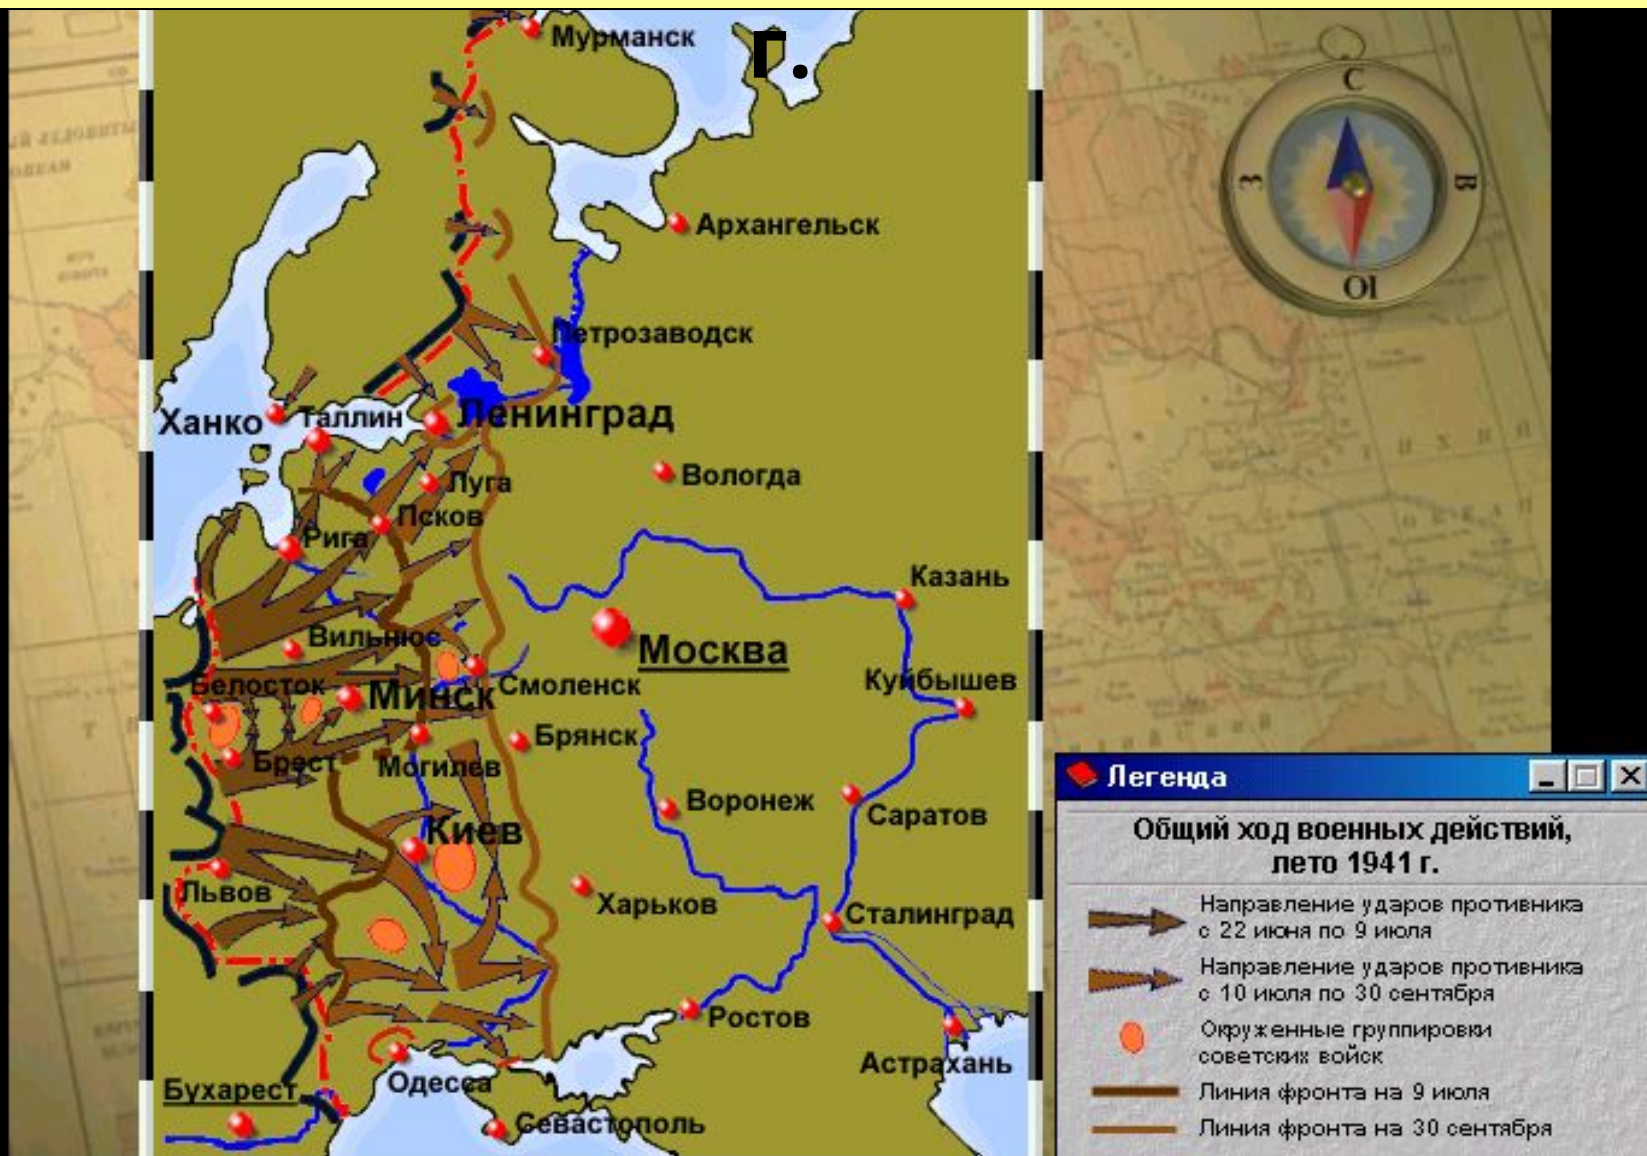 г.
Мурманск
Архангельск
Петрозаводск
Ханко
Таллин
Ленинград
Вологда
Луга
Псков
Рига
Казань
Вильнюс
Москва
Белосток
Минск
Смоленск
Куйбышев
Брянск
Брест
Могилев
Воронеж
Саратов
Киев
Львов
Харьков
Сталинград
Ростов
Астрахань
Одесса
Бухарест
Севастополь
С
З
В
Ю
Легенда
Общий ход военных действий,
лето 1941 г.
Направление ударов противника
с 22 июня по 9 июля
Направление ударов противника
с 10 июля по 30 сентября
Окруженные группировки
советских войск
Линия фронта на 9 июля
Линия фронта на 30 сентября